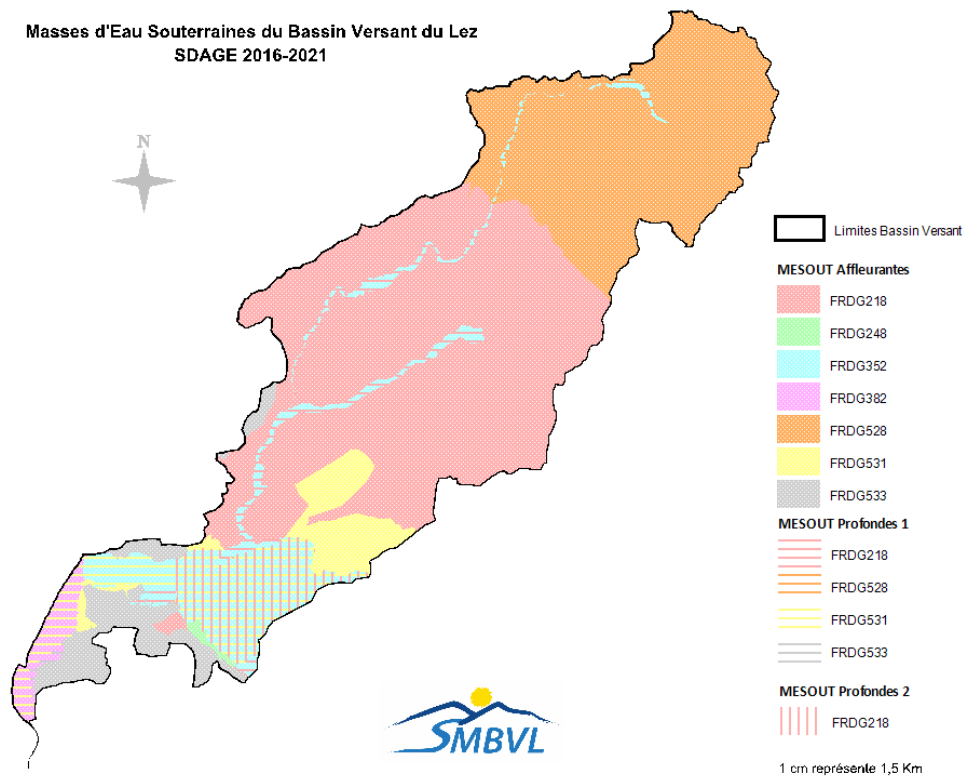 Masses d'Eau Souterraines du Bassin Versant du Lez
SDAGE 2016-2021
N
Limites Bassin Versant
MESOUT Affleurantes
FRDG218
FRDG248
FRDG352
FRDG382
FRDG528
FRDG531
FRDG533
MESOUT Profondes 1
FRDG218
FRDG528
FRDG531
FRDG533
MESOUT Profondes 2
FRDG218
SMBVL
1 cm représente 1,5 Km